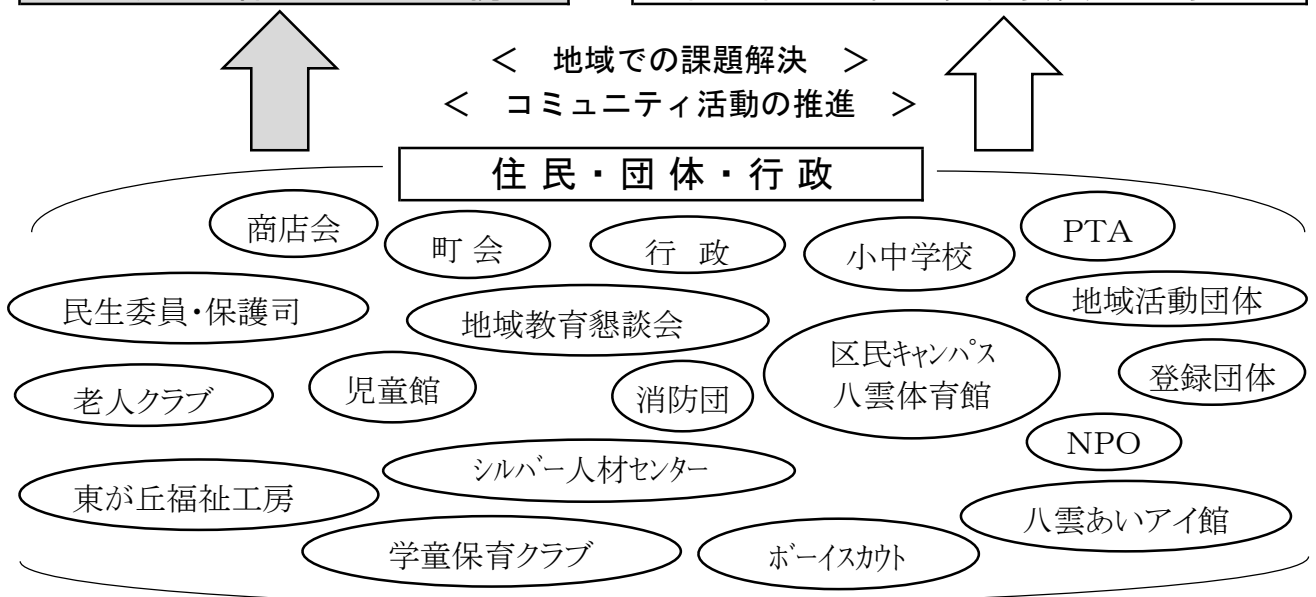 ＜　地域での課題解決　＞
＜　コミュニティ活動の推進　＞
住民・団体・行政
商店会
町会
行政
小中学校
PTA
民生委員・保護司
地域教育懇談会
区民キャンパス
八雲体育館
地域活動団体
老人クラブ
児童館
消防団
登録団体
NPO
シルバー人材センター
東が丘福祉工房
八雲あいアイ館
学童保育クラブ
ボーイスカウト